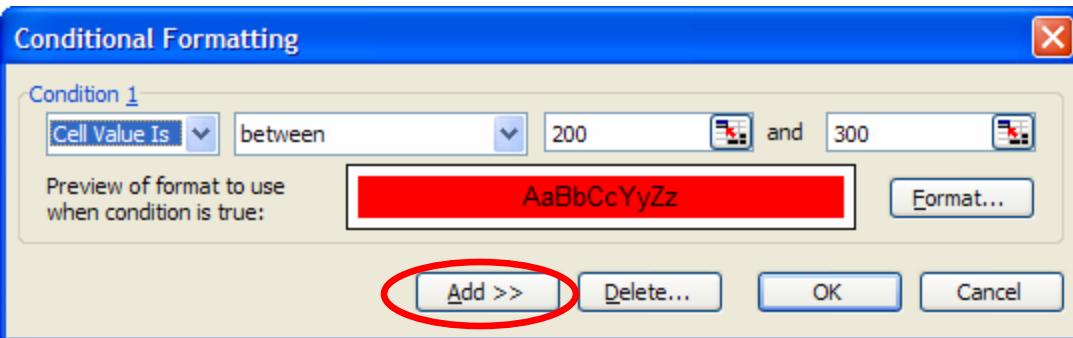 Conditional Formatting
Condition 1
Cell Value Is between 200 and 300
Preview of format to use
when condition is true:
AaBbCcYyZz
Format...
Add >> Delete... OK Cancel